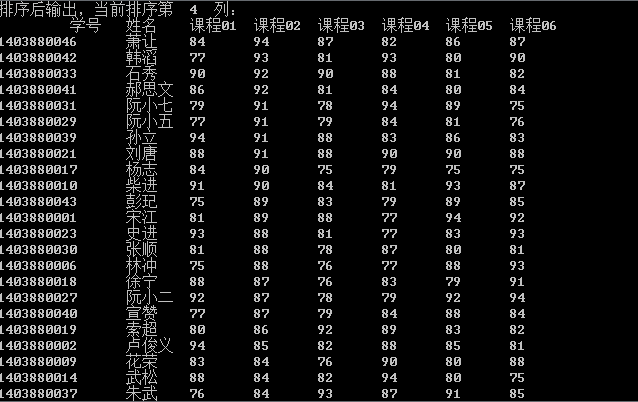 排序后输出，当前排序第 4 列：
学号 姓名 课程01 课程02 课程03 课程04 课程05 课程06
1403880046 萧让 84 94 87 82 86 87
1403880042 韩滔 77 93 81 93 80 90
1403880033 石秀 90 92 90 88 81 82
1403880041 郝思文 86 92 81 84 80 84
1403880031 阮小七 79 91 78 94 89 75
1403880029 阮小五 77 91 79 84 81 76
1403880039 孙立 94 91 88 83 86 83
1403880021 刘唐 88 91 88 90 90 88
1403880017 杨志 84 90 75 79 75 75
1403880010 柴进 91 90 84 81 93 87
1403880043 彭玘 75 89 83 79 89 85
1403880001 宋江 81 89 88 77 94 92
1403880023 史进 93 88 81 77 83 93
1403880030 张顺 81 88 78 87 80 81
1403880006 林冲 75 88 76 77 88 93
1403880018 徐宁 88 87 76 83 79 91
1403880027 阮小二 92 87 78 79 92 94
1403880040 宣赞 77 87 79 84 88 84
1403880019 索超 80 86 92 89 83 82
1403880002 卢俊义 94 85 82 88 85 81
1403880009 花荣 83 84 76 90 80 88
1403880014 武松 88 84 82 94 80 75
1403880037 朱武 76 84 93 87 91 85